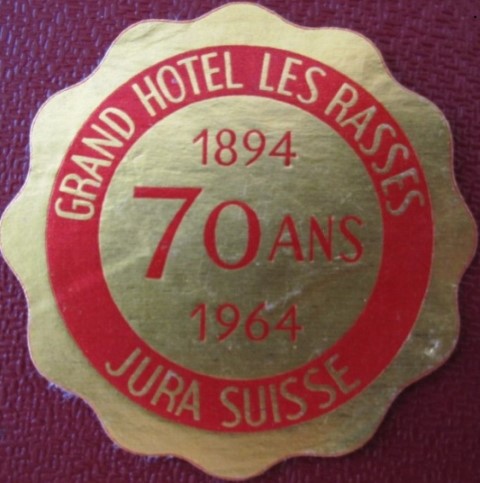 GRAND HOTEL LES RASSES
1894
70 ANS
1964
JURA SUISSE